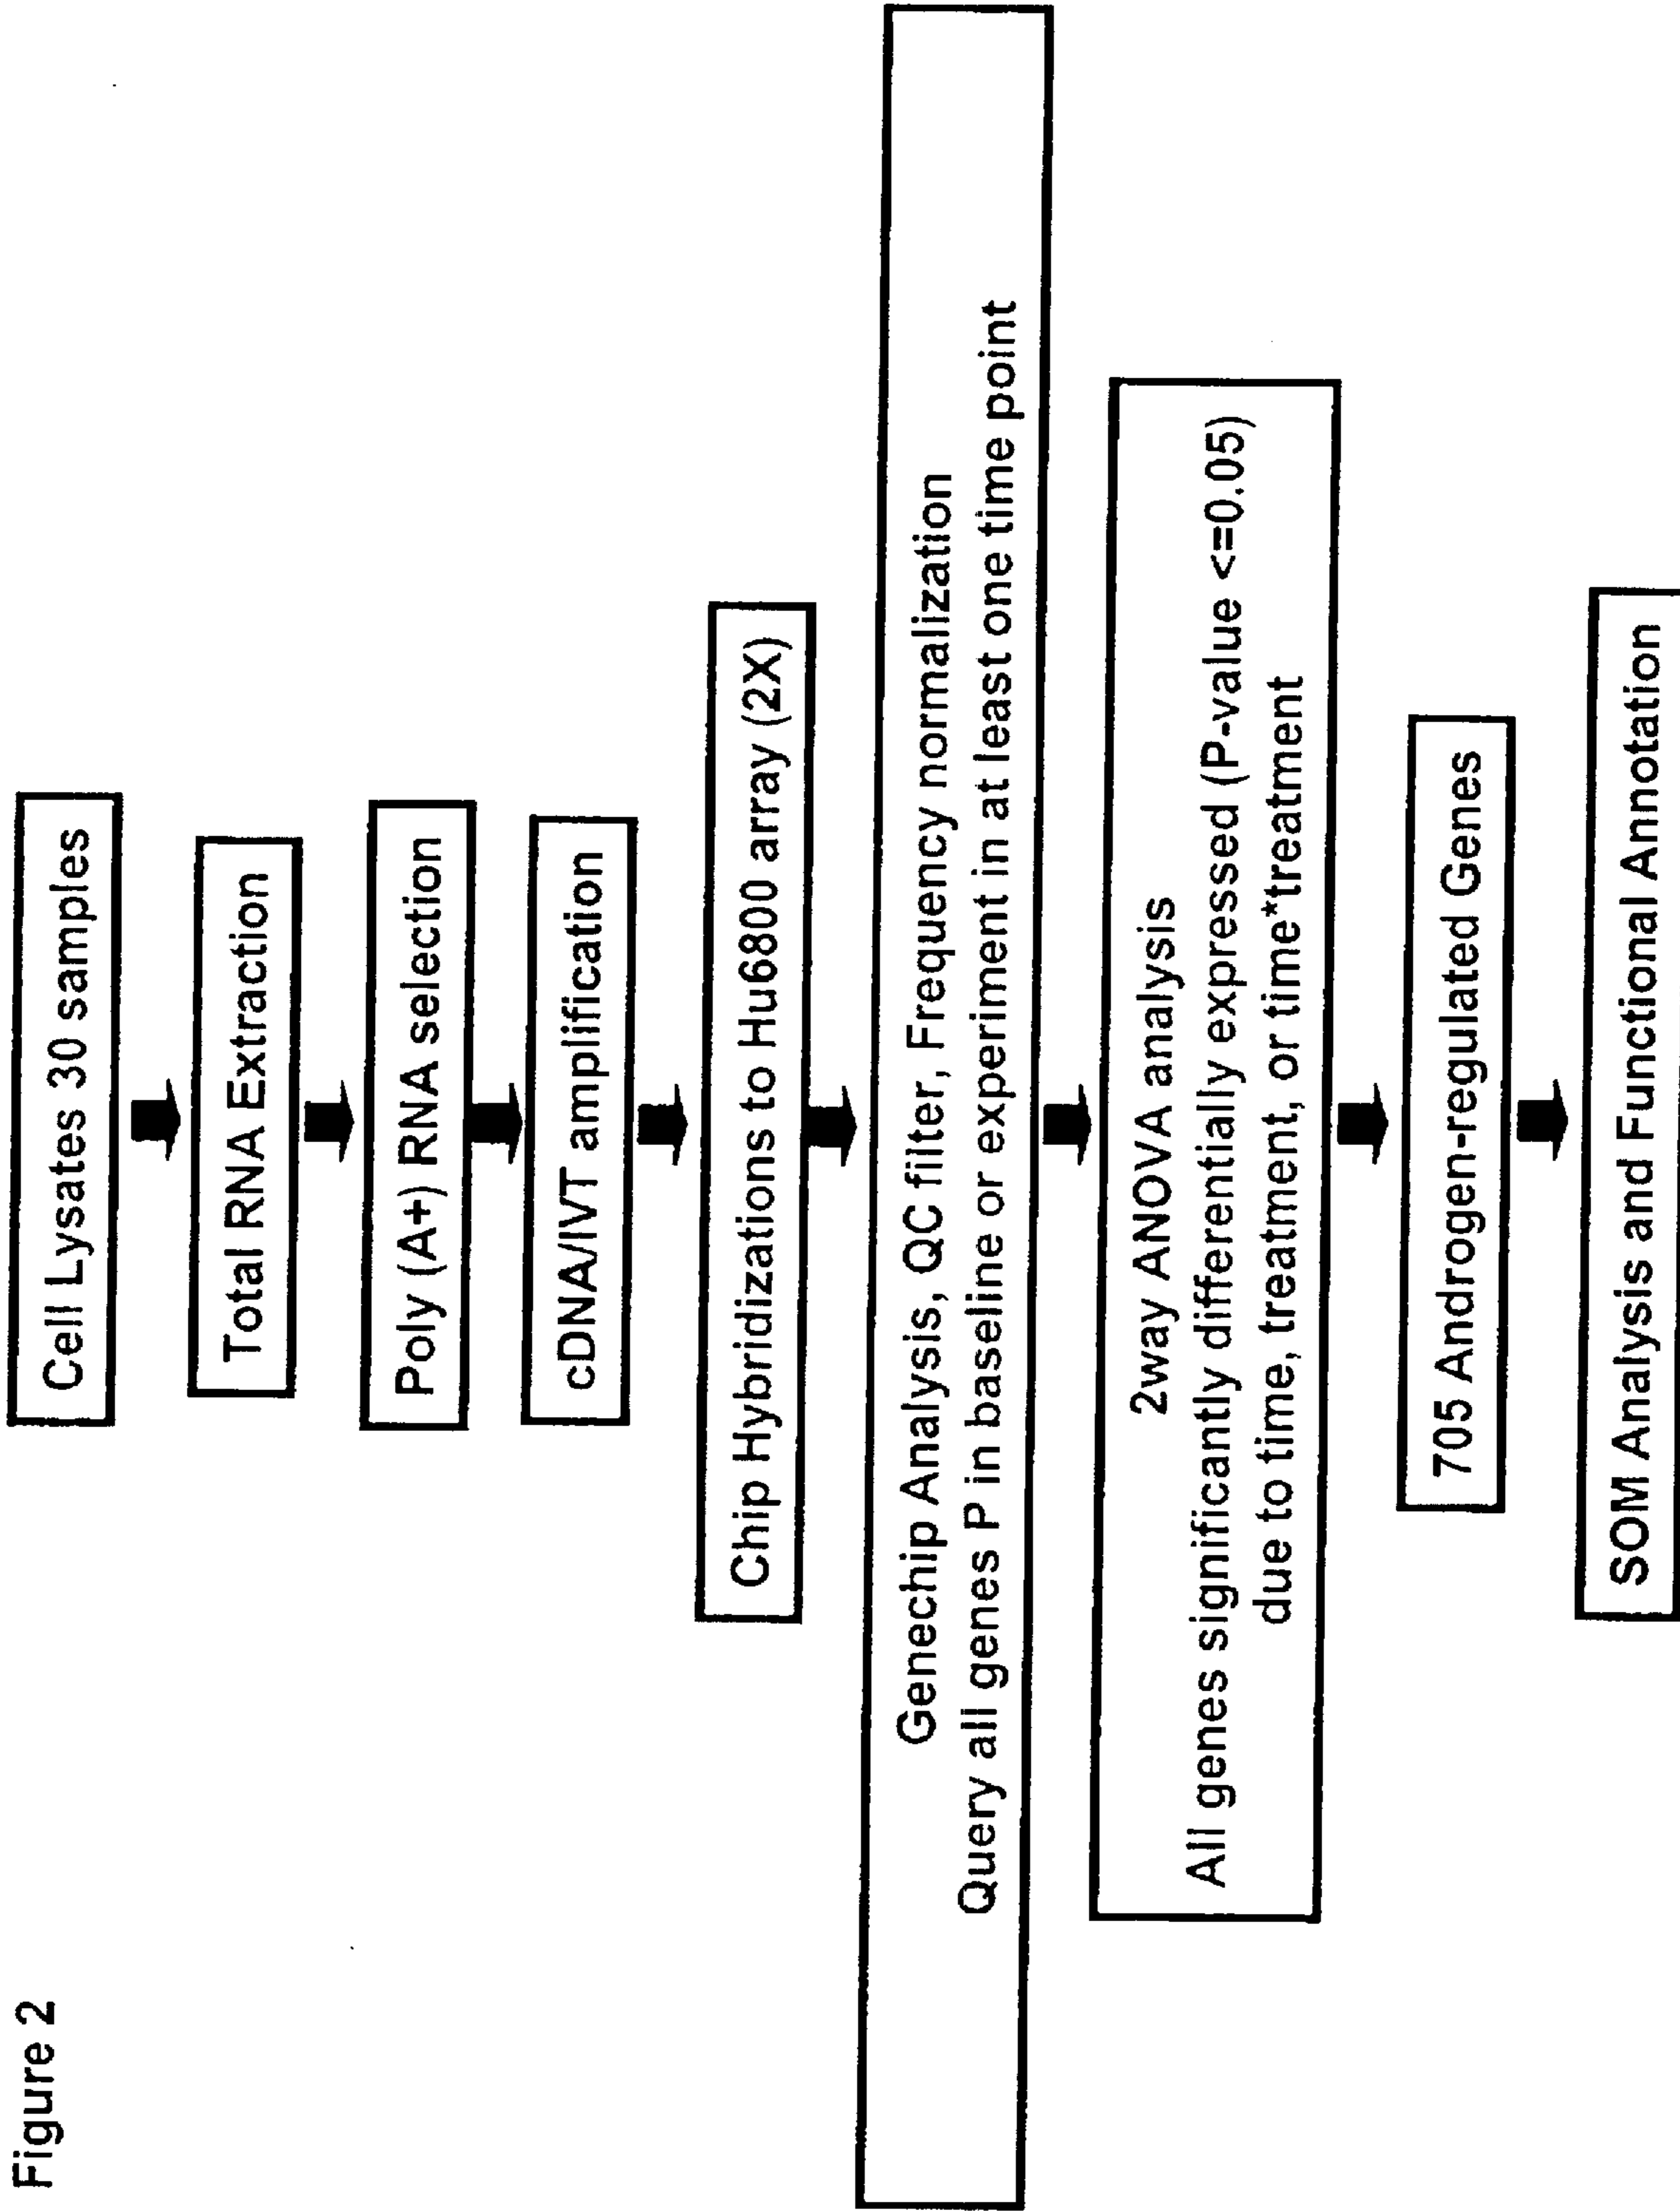 Figure 2
Cell Lysates 30 samples
Total RNA Extraction
Poly (A+) RNA selection
cDNA/IVT amplification
Chip Hybridizations to Hu6800 array (2X)
Genechip Analysis, QC filter, Frequency normalization
Query all genes P in baseline or experiment in at least one time point
2way ANOVA analysis
All genes significantly differentially expressed (P-value <=0.05)
due to time, treatment, or time*treatment
705 Androgen-regulated Genes
SOM Analysis and Functional Annotation